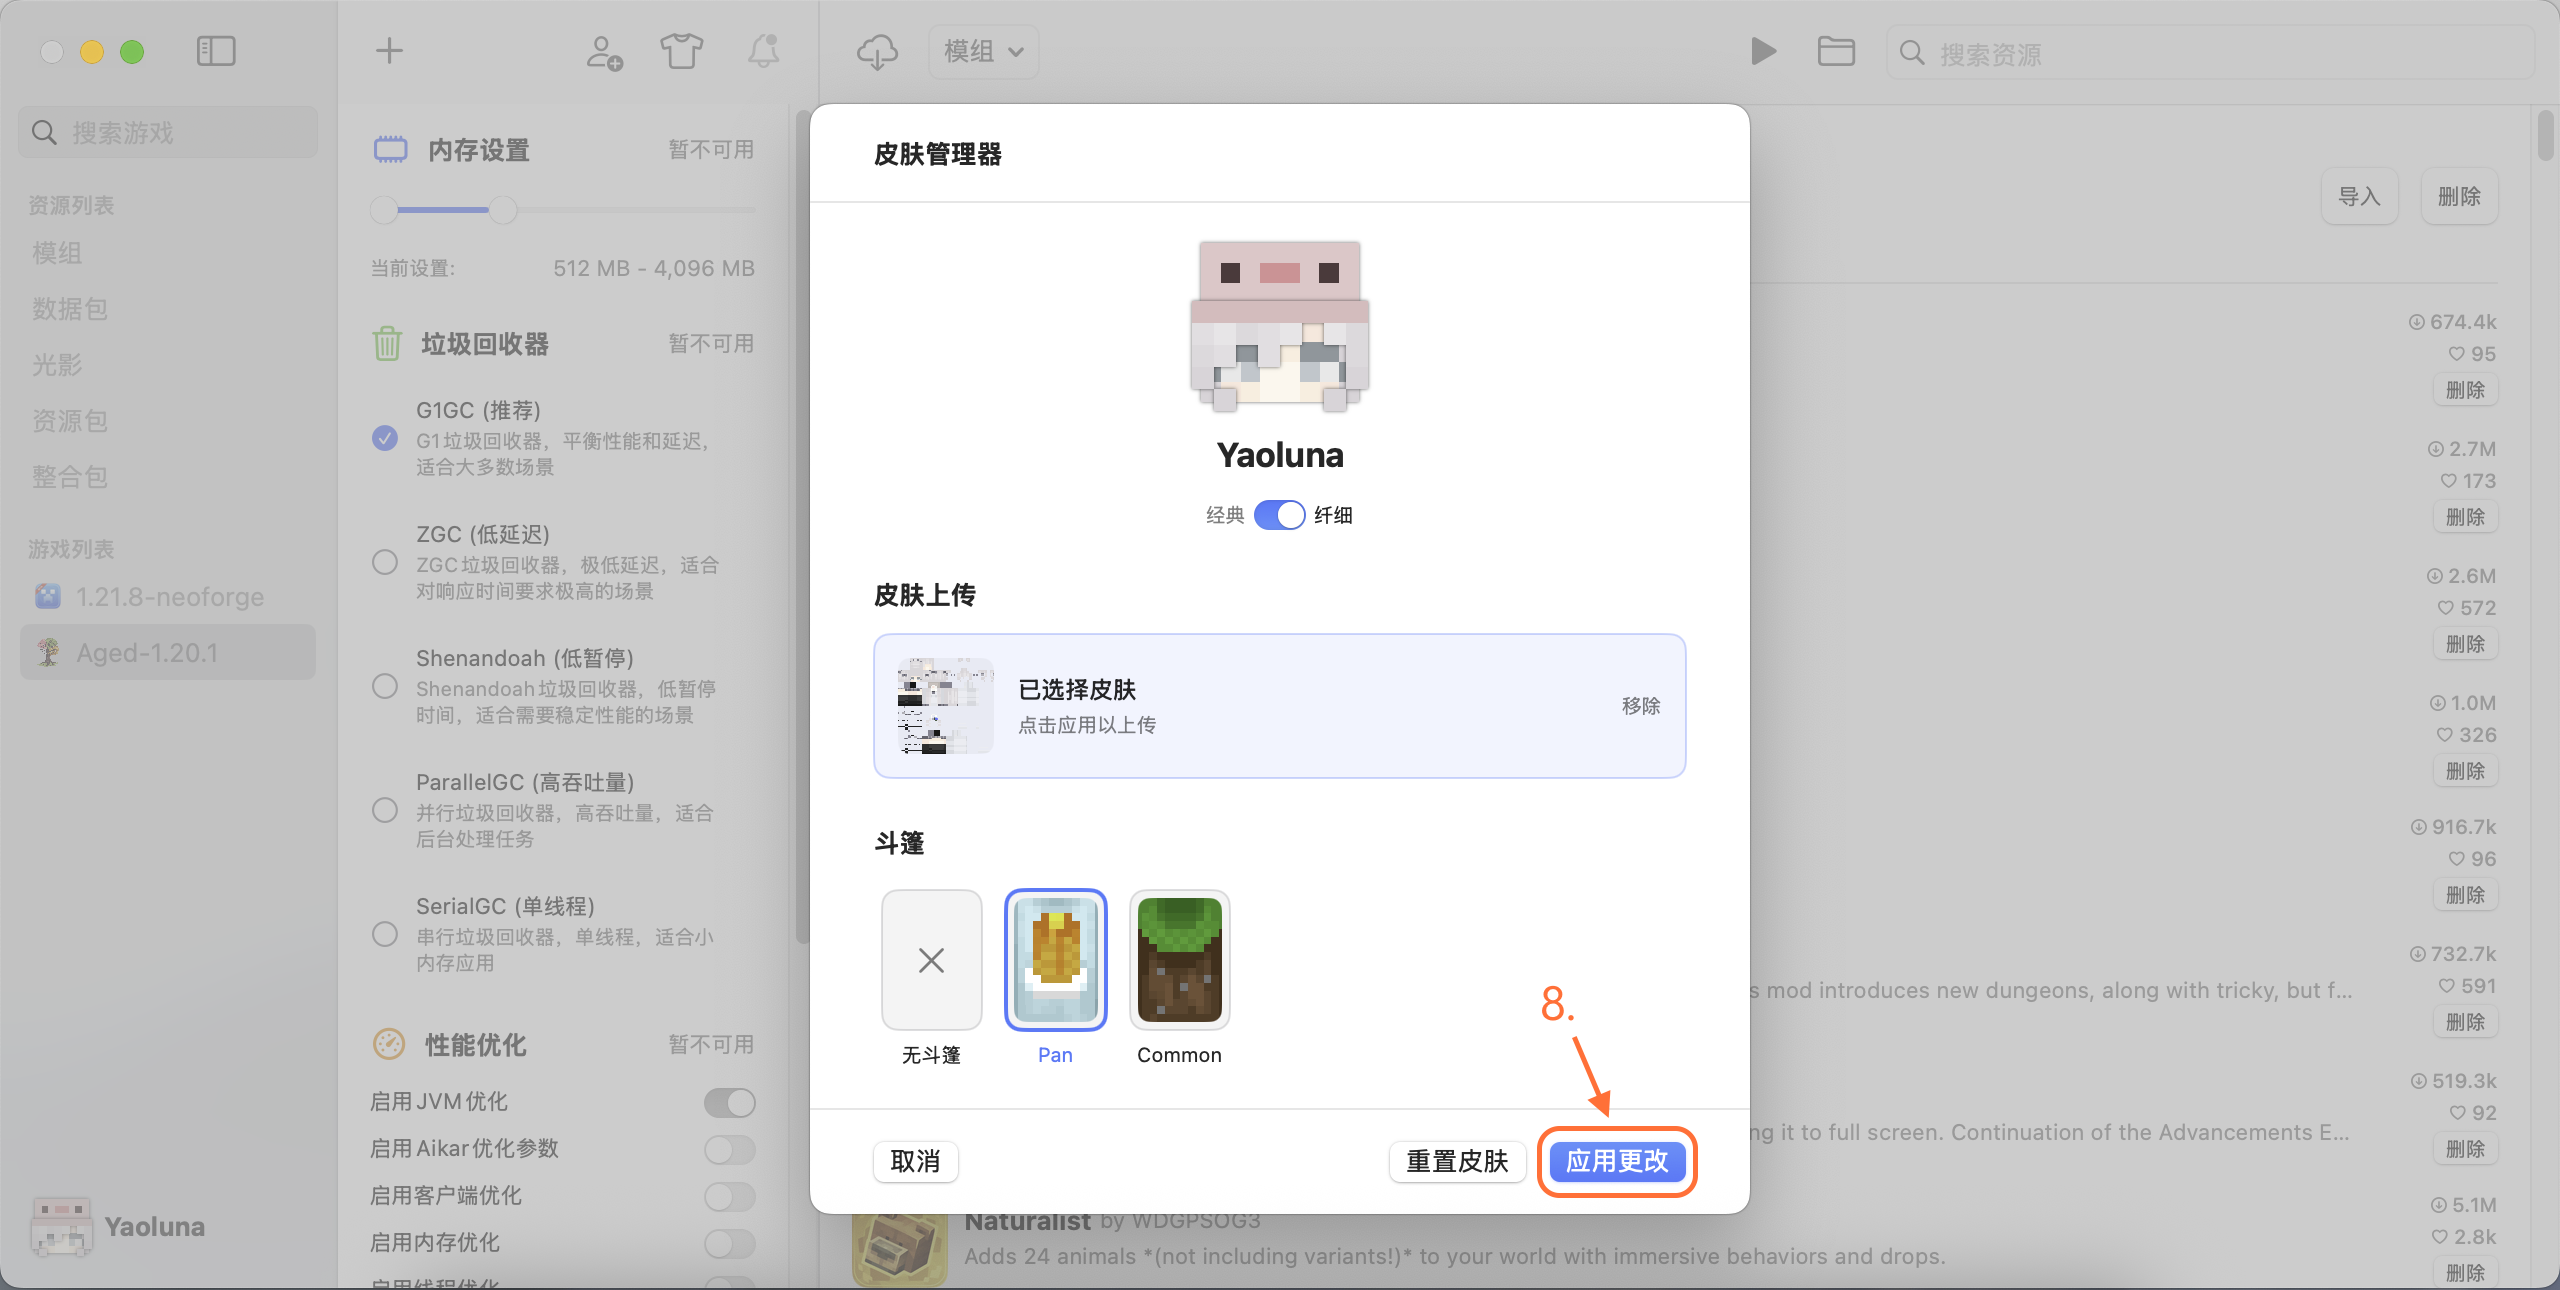 模组
搜索资源
搜索游戏
资源列表
模组
数据包
光影
资源包
整合包
游戏列表
1.21.8-neoforge
Aged-1.20.1
Yaoluna
内存设置
暂不可用
当前设置:
512 MB - 4,096 MB
垃圾回收器
暂不可用
G1GC (推荐)
G1垃圾回收器，平衡性能和延迟，
适合大多数场景
ZGC (低延迟)
ZGC垃圾回收器，极低延迟，适合
对响应时间要求极高的场景
Shenandoah (低暂停)
Shenandoah垃圾回收器，低暂停
时间，适合需要稳定性能的场景
ParallelGC (高吞吐量)
并行垃圾回收器，高吞吐量，适合
后台处理任务
SerialGC (单线程)
串行垃圾回收器，单线程，适合小
内存应用
性能优化
暂不可用
启用JVM优化
启用Aikar优化参数
启用客户端优化
启用内存优化
启用线程优化
皮肤管理器
Yaoluna
经典
纤细
皮肤上传
已选择皮肤
点击应用以上传
移除
斗篷
无斗篷
Pan
Common
8.
取消
重置皮肤
应用更改
导入
删除
674.4k
95
删除
2.7M
173
删除
2.6M
572
删除
1.0M
326
删除
916.7k
96
删除
732.7k
s mod introduces new dungeons, along with tricky, but f...
591
删除
519.3k
92
ng it to full screen. Continuation of the Advancements E...
删除
Naturalist by WDGPSOG3
5.1M
2.8k
Adds 24 animals *(not including variants!)* to your world with immersive behaviors and drops.
删除